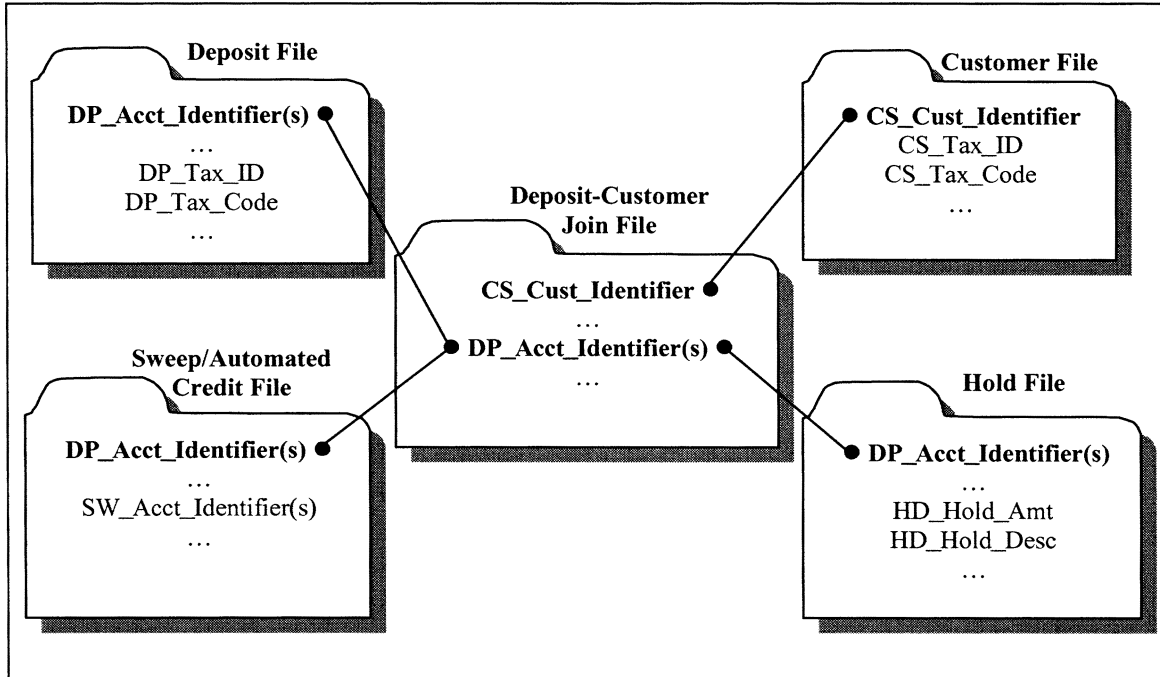 Deposit File
DP_Acct_Identifier(s)
…
DP_Tax_ID
DP_Tax_Code
…
Customer File
CS_Cust_Identifier
CS_Tax_ID
CS_Tax_Code
…
Deposit-Customer
Join File
CS_Cust_Identifier
…
DP_Acct_Identifier(s)
…
Sweep/Automated
Credit File
DP_Acct_Identifier(s)
…
SW_Acct_Identifier(s)
…
Hold File
DP_Acct_Identifier(s)
…
HD_Hold_Amt
HD_Hold_Desc
…